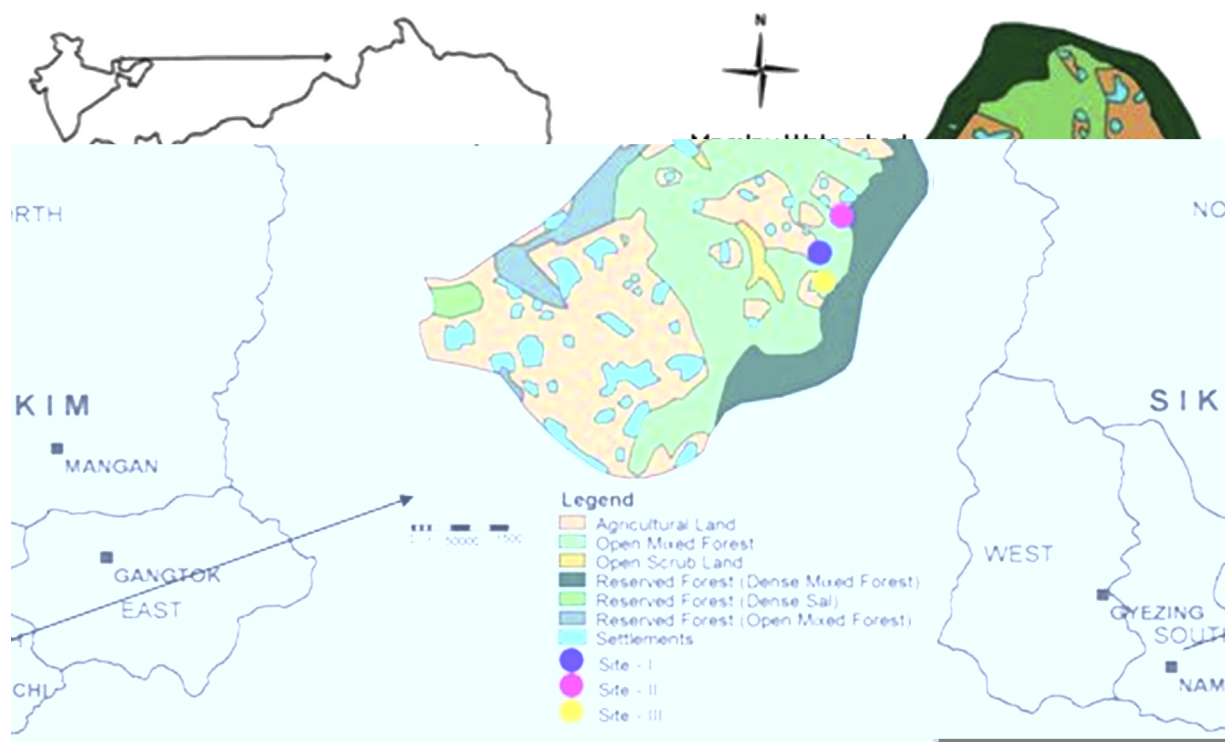 N
RTH
NO
KIM
SIK
MANGAN
GANGTOK
EAST
CHI
WEST
GYEZING
SOUTH
NAM
Legend
Agricultural Land
Open Mixed Forest
Open Scrub Land
Reserved Forest (Dense Mixed Forest)
Reserved Forest (Dense Sal)
Reserved Forest (Open Mixed Forest)
Settlements
Site - I
Site - II
Site - III